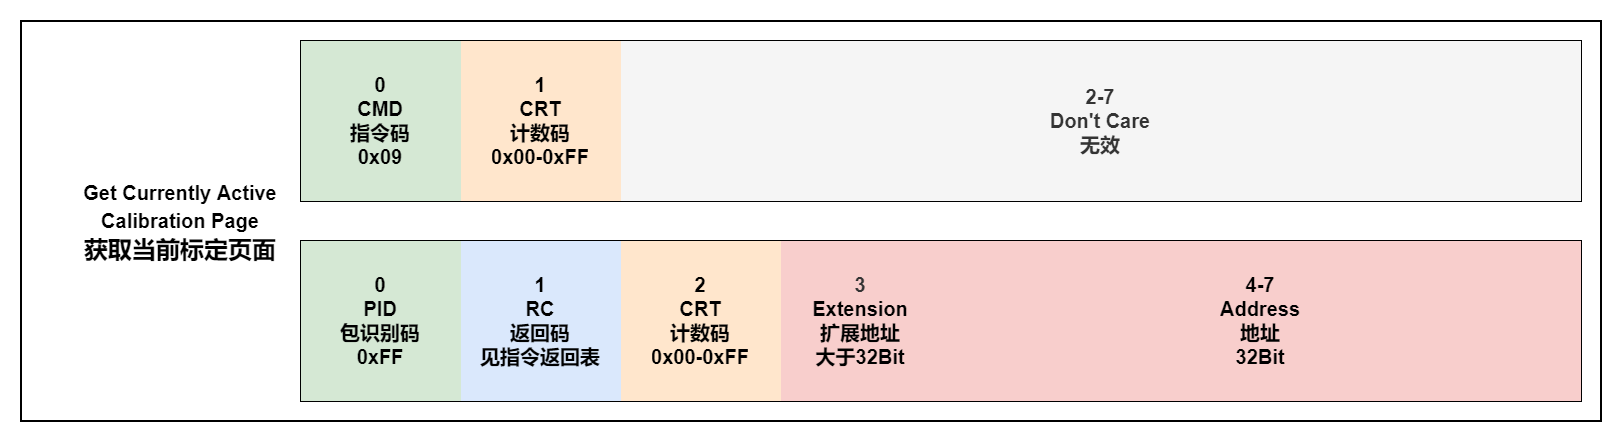 Get Currently Active
Calibration Page
获取当前标定页面
0
CMD
指令码
0x09
1
CRT
计数码
0x00-0xFF
2-7
Don't Care
无效
0
PID
包识别码
0xFF
1
RC
返回码
见指令返回表
2
CRT
计数码
0x00-0xFF
3
Extension
扩展地址
大于32Bit
4-7
Address
地址
32Bit